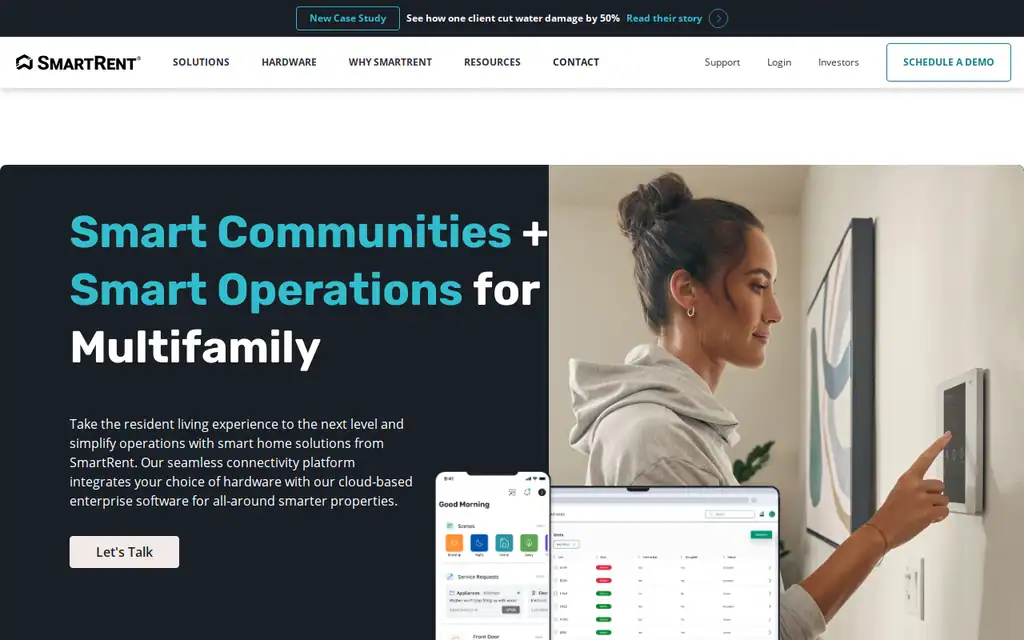 New Case Study See how one client cut water damage by 50% Read their story
SMARTRENT® SOLUTIONS HARDWARE WHY SMARTRENT RESOURCES CONTACT Support Login Investors SCHEDULE A DEMO
Smart Communities +
Smart Operations for
Multifamily
Take the resident living experience to the next level and
simplify operations with smart home solutions from
SmartRent. Our seamless connectivity platform
integrates your choice of hardware with our cloud-based
enterprise software for all-around smarter properties.
Let's Talk
9:41
Good Morning
Scenes
Service Requests
Appliances
Front Door